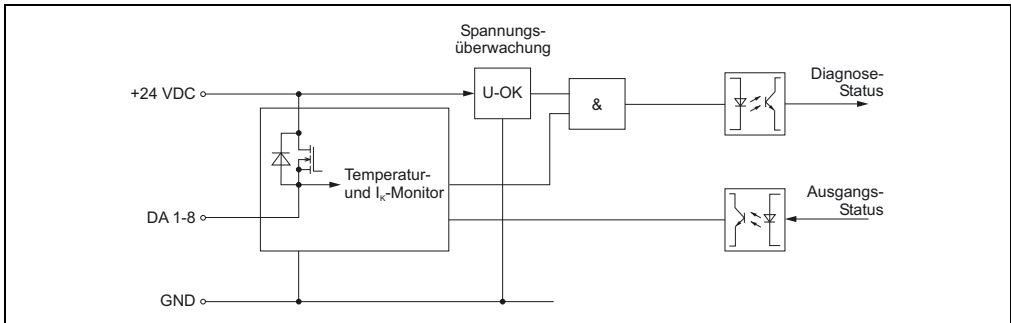 Spannungs-
überwachung
+24 VDC
U-OK
&
Diagnose-
Status
Temperatur-
und IK-Monitor
DA 1-8
Ausgangs-
Status
GND